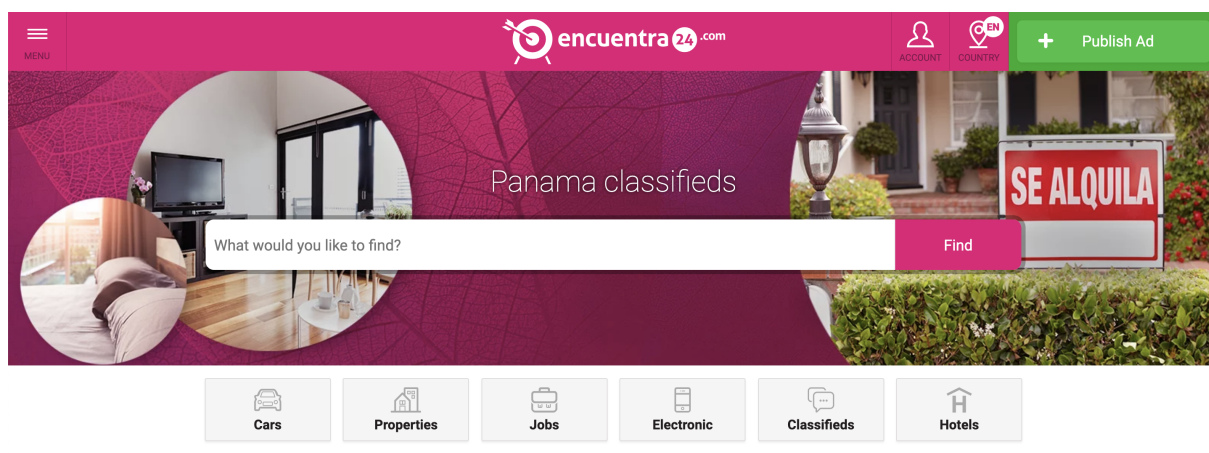 MENU
encuentra 24 .com
ACCOUNT
EN
COUNTRY
+ Publish Ad
Panama classifieds
SE ALQUILA
What would you like to find?
Find
Cars
Properties
Jobs
Electronic
Classifieds
H
Hotels